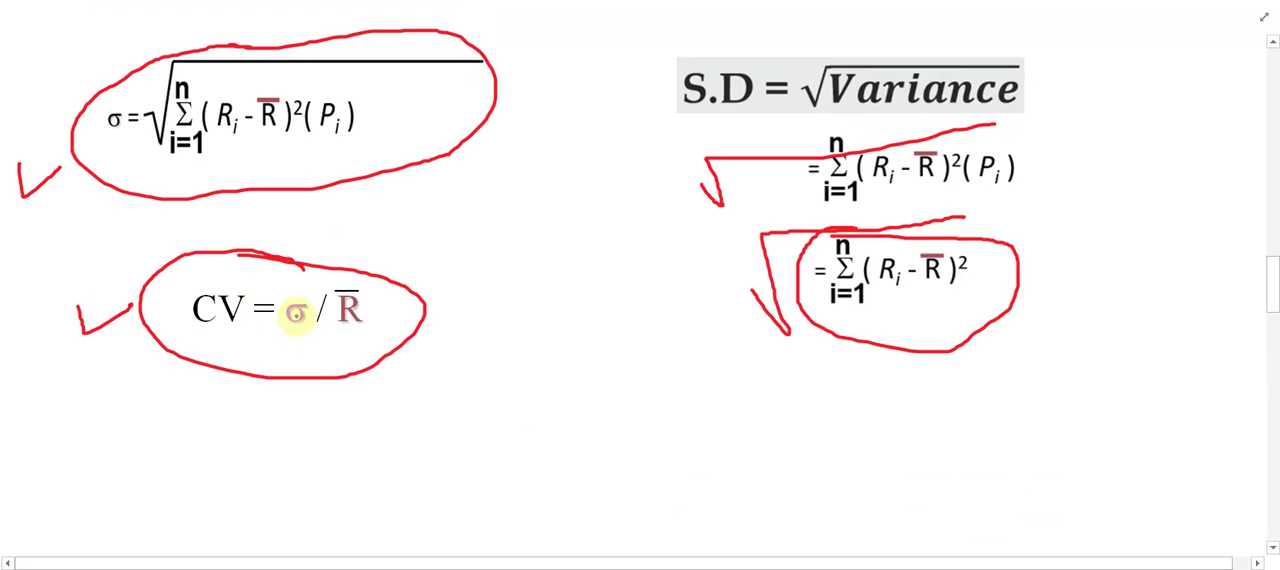 σ = √ n Σ i=1 ( Ri - R̅ )²( Pi )
CV = σ / R̅
S.D = √Variance
= n Σ i=1 ( Ri - R̅ )²( Pi )
= n Σ i=1 ( Ri - R̅ )²